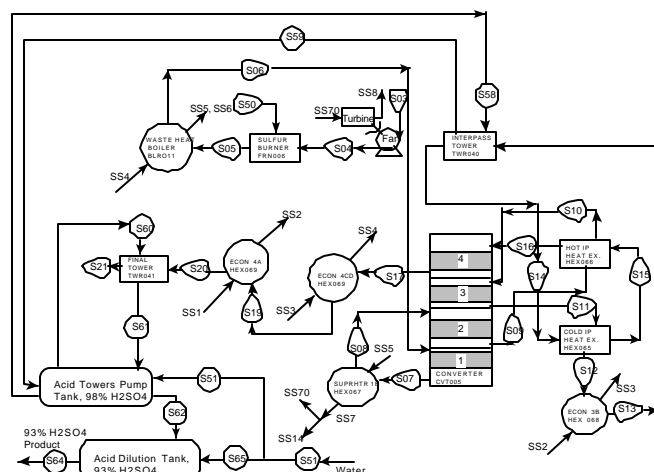 S59
S06
SS8
S03
SS5, SS6
S50
SS70
Turbine
S58
Fan
WASTE HEAT
BOILER
BLR011
S05
SULFUR
BURNER
FRN006
S04
INTERPASS
TOWER
TWR040
SS4
S60
SS2
SS4
S10
S16
HOT IP
HEAT EX.
HEX066
S21
FINAL
TOWER
TWR041
S20
ECON 4A
HEX069
ECON 4CD
HEX069
S17
4
S14
S15
3
SS1
S19
SS3
S11
S61
S08
2
S09
COLD IP
HEAT EX.
HEX065
SS5
1
S12
Acid Towers Pump
Tank, 98% H2SO4
S51
SUPRHTR 1B
HEX067
S07
CONVERTER
CVT005
SS3
SS70
S62
SS7
ECON 3B
HEX 068
S13
93% H2SO4
Product
SS14
SS2
S64
Acid Dilution Tank,
93% H2SO4
S65
S51
Water